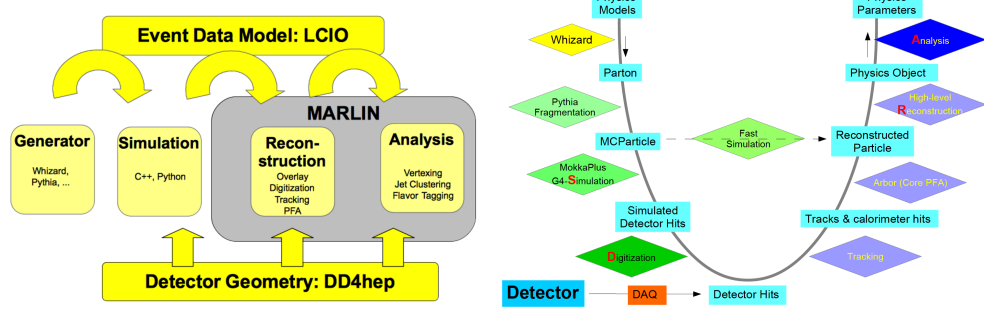 Event Data Model: LCIO
MARLIN
Generator
Whizard,
Pythia, ...
Simulation
C++, Python
Recon-
struction
Overlay
Digitization
Tracking
PFA
Analysis
Vertexing
Jet Clustering
Flavor Tagging
Detector Geometry: DD4hep
Physics
Models
Whizard
Parton
Pythia
Fragmentation
MCParticle
MokkaPlus
G4-Simulation
Simulated
Detector Hits
Digitization
Detector
DAQ
Detector Hits
Fast
Simulation
Physics
Parameters
Analysis
Physics Object
High-level
Reconstruction
Reconstructed
Particle
Arbor (Core PFA)
Tracks & calorimeter hits
Tracking